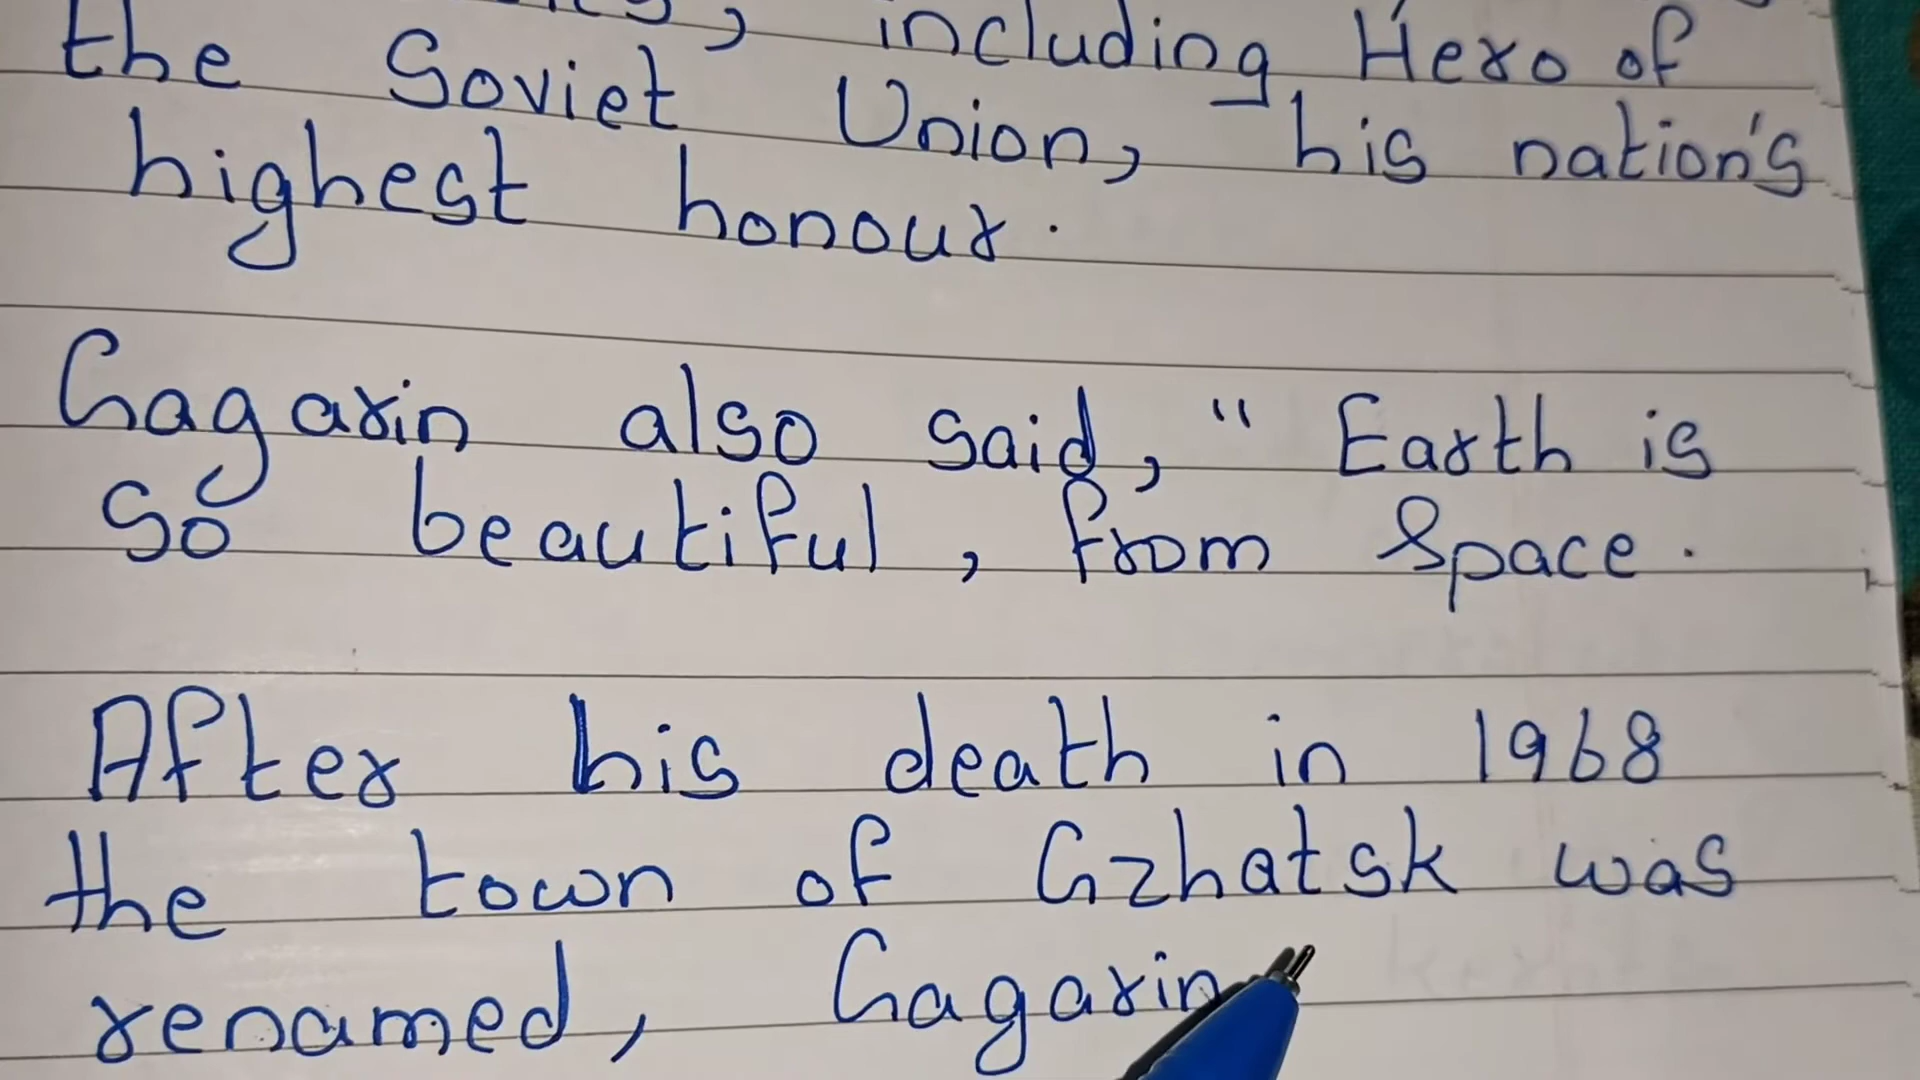 including Hero of
the Soviet Union, his nation's
highest honour.
Gagarin also said, " Earth is
so beautiful, from Space.
After his death in 1968
the town of Gzhatsk was
renamed, Gagarin